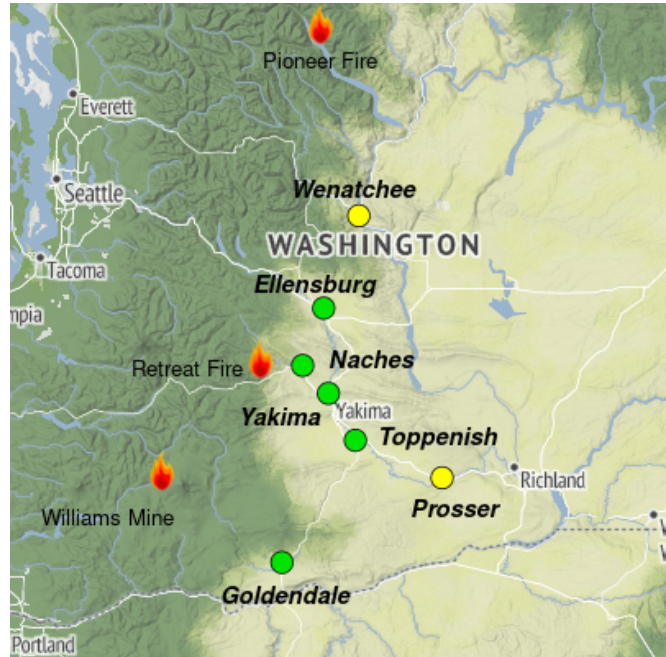 Pioneer Fire
Everett
Wenatchee
Seattle
WASHINGTON
Tacoma
Ellensburg
mpia
Retreat Fire
Naches
Yakima
Yakima
Toppenish
Richland
Prosser
Williams Mine
Goldendale
Portland